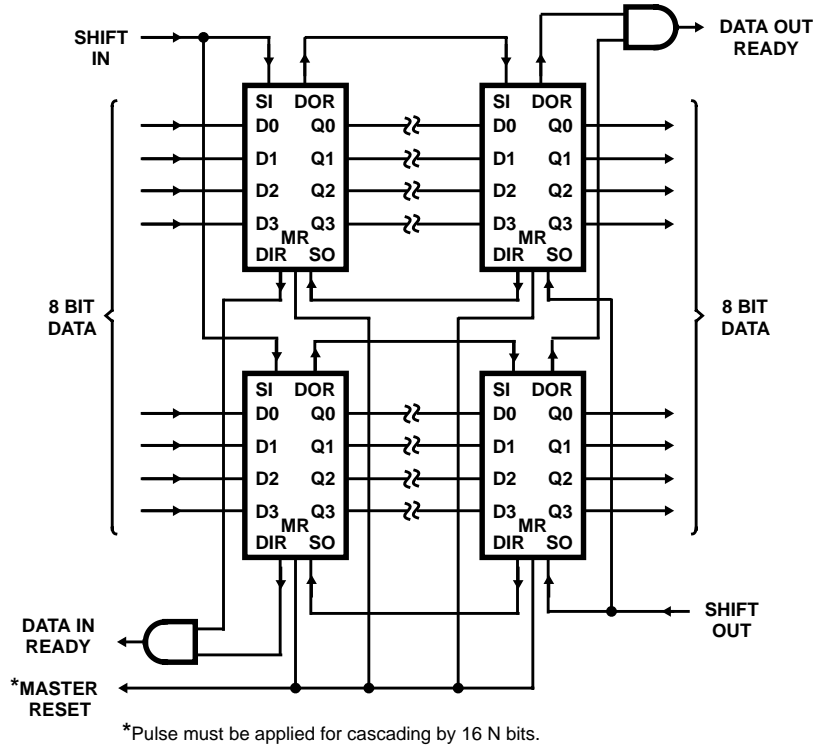 SHIFT
IN
DATA OUT
READY
SI DOR
D0 Q0
D1 Q1
D2 Q2
D3 Q3
MR
DIR SO
SI DOR
D0 Q0
D1 Q1
D2 Q2
D3 Q3
MR
DIR SO
8 BIT
DATA
8 BIT
DATA
SI DOR
D0 Q0
D1 Q1
D2 Q2
D3 Q3
MR
DIR SO
SI DOR
D0 Q0
D1 Q1
D2 Q2
D3 Q3
MR
DIR SO
SHIFT
OUT
DATA IN
READY
*MASTER
RESET
*Pulse must be applied for cascading by 16 N bits.